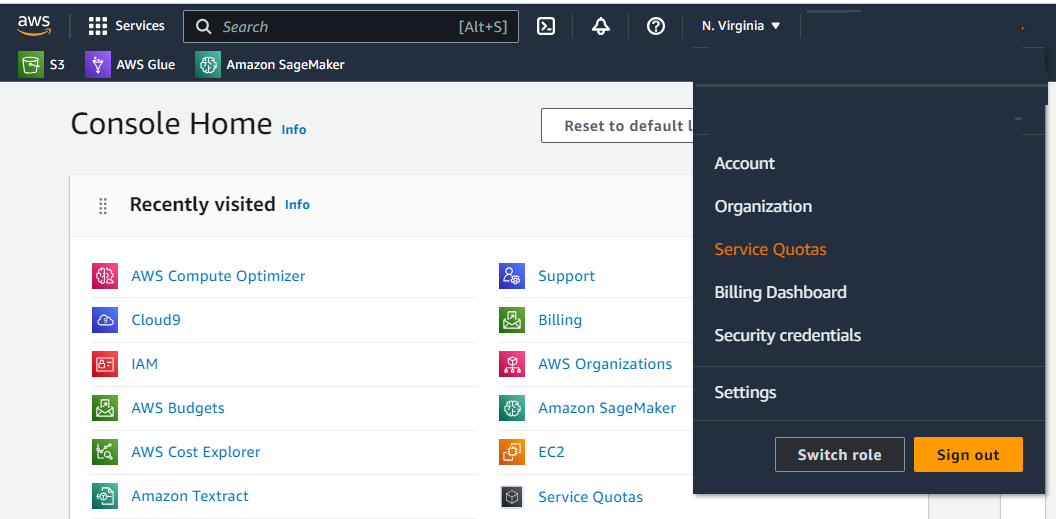 aws
Services
Search [Alt+S]
N. Virginia
S3
AWS Glue
Amazon SageMaker
Console Home Info
Reset to default l
Recently visited Info
AWS Compute Optimizer
Cloud9
IAM
AWS Budgets
AWS Cost Explorer
Amazon Textract
Support
Billing
AWS Organizations
Amazon SageMaker
EC2
Service Quotas
Account
Organization
Service Quotas
Billing Dashboard
Security credentials
Settings
Switch role
Sign out